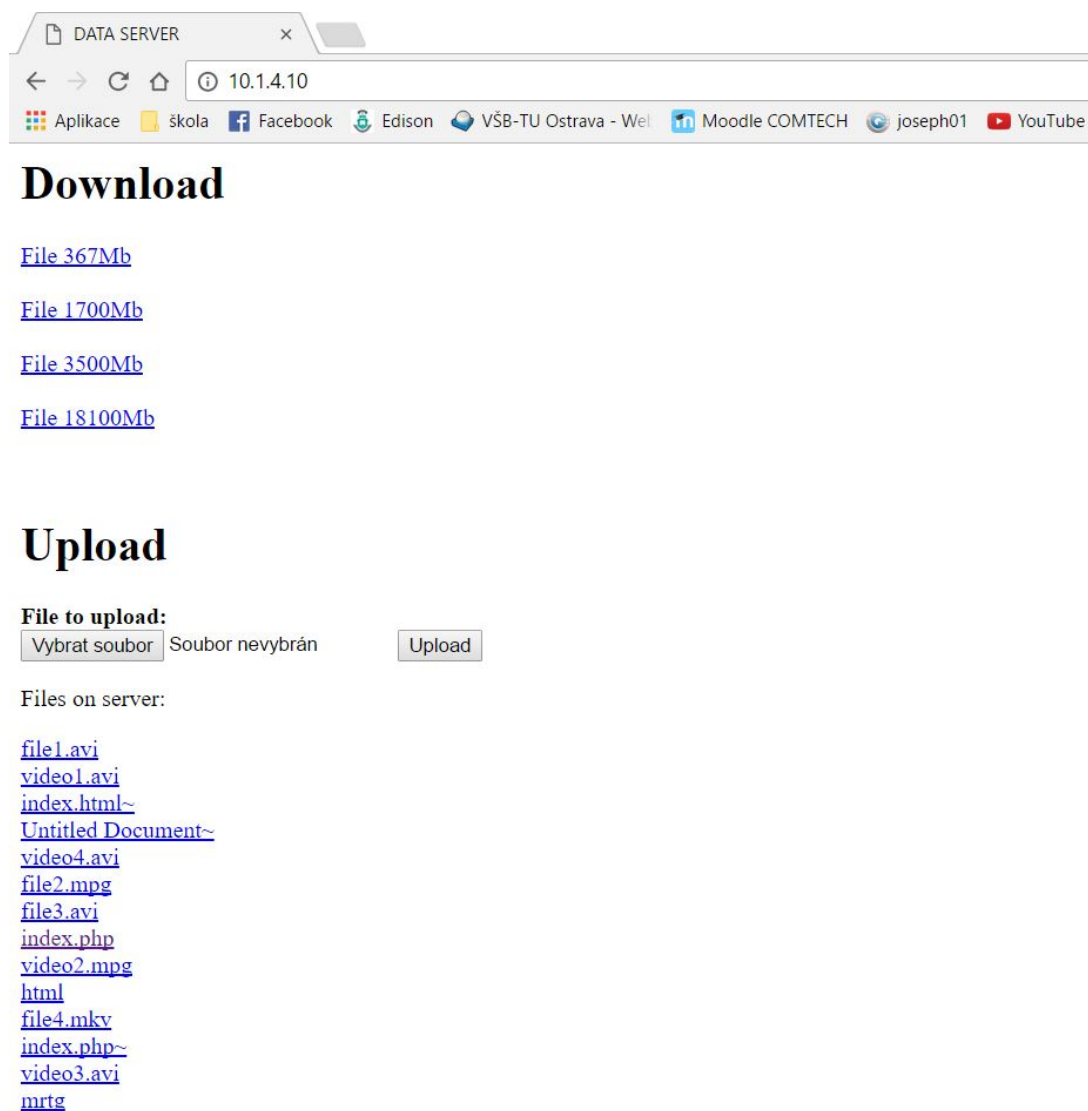 DATA SERVER
10.1.4.10
Aplikace škola Facebook Edison VŠB-TU Ostrava - Wel Moodle COMTECH joseph01 YouTube
Download
File 367Mb
File 1700Mb
File 3500Mb
File 18100Mb
Upload
File to upload:
Vybrat soubor Soubor nevybrán Upload
Files on server:
file1.avi
video1.avi
index.html~
Untitled Document~
video4.avi
file2.mpg
file3.avi
index.php
video2.mpg
html
file4.mkv
index.php~
video3.avi
mrtg